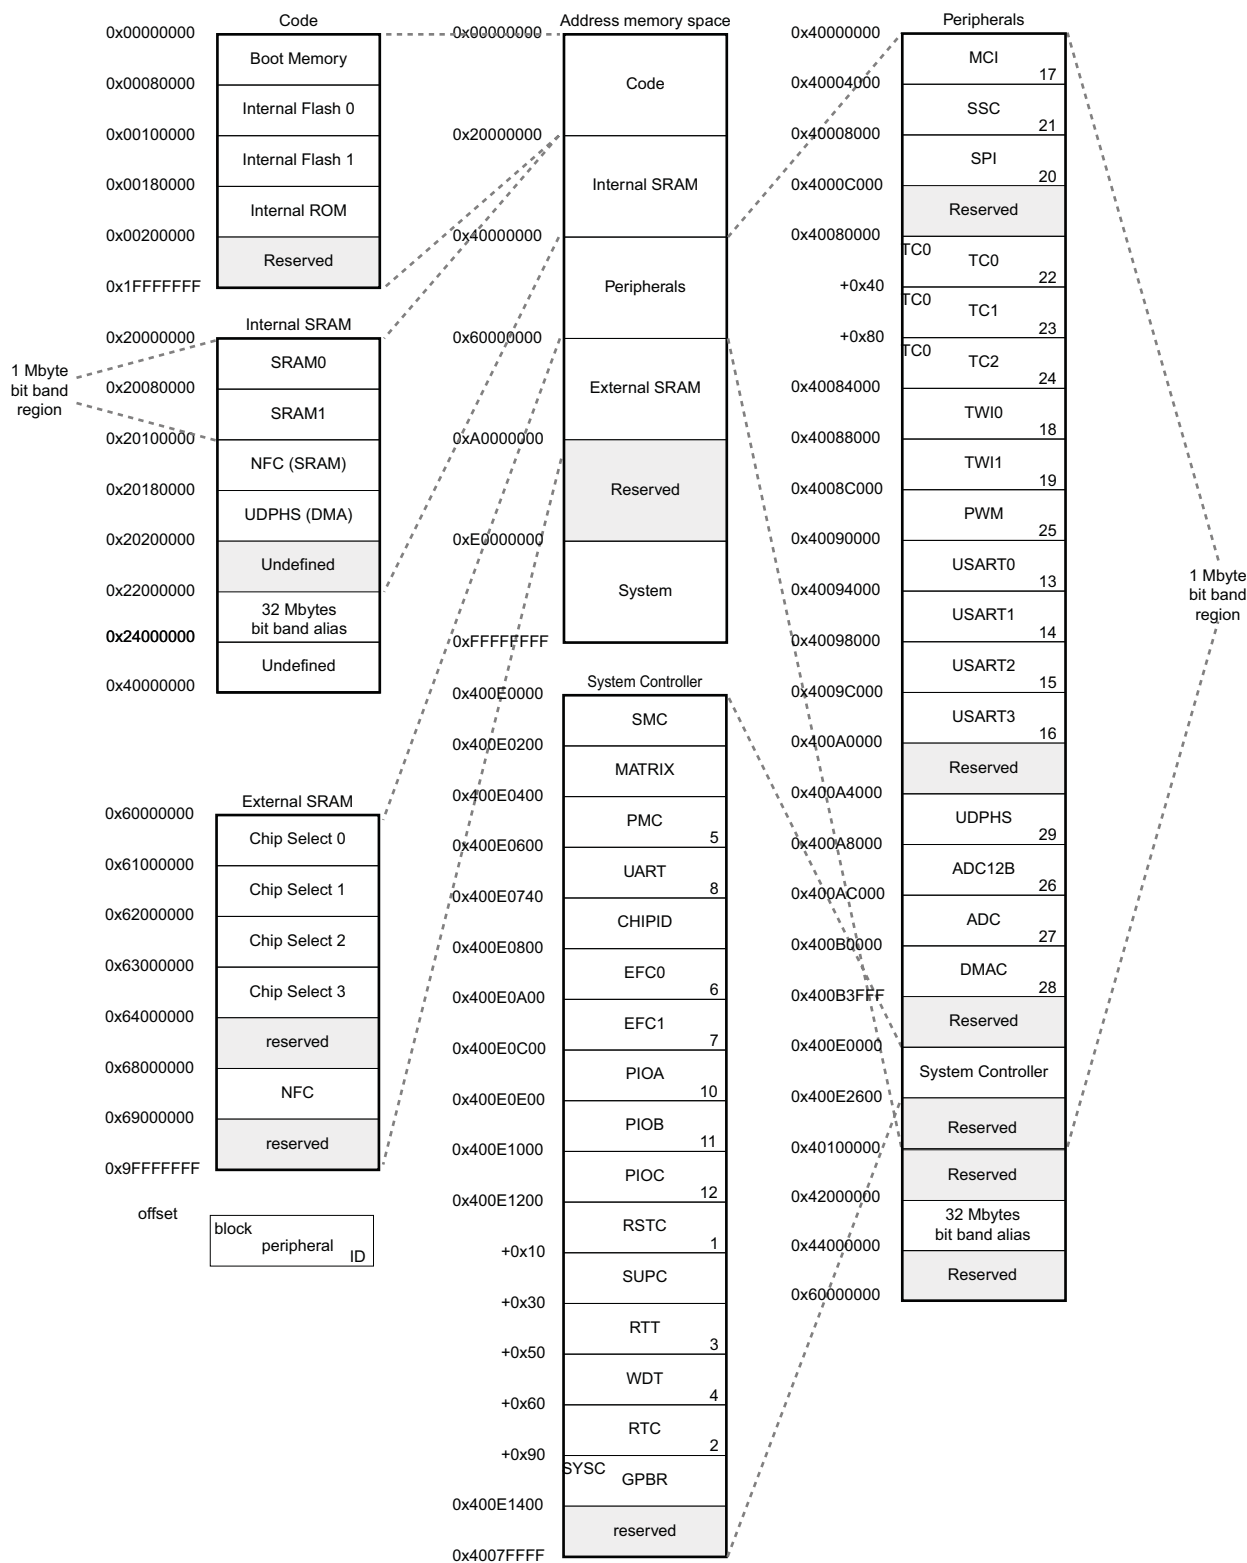 Code
0x00000000
Boot Memory
0x00080000
Internal Flash 0
0x00100000
Internal Flash 1
0x00180000
Internal ROM
0x00200000
Reserved
0x1FFFFFFF
Internal SRAM
0x20000000
SRAM0
0x20080000
SRAM1
0x20100000
NFC (SRAM)
0x20180000
UDPHS (DMA)
0x20200000
Undefined
0x22000000
32 Mbytes
bit band alias
0x24000000
Undefined
0x40000000
1 Mbyte
bit band
region
External SRAM
0x60000000
Chip Select 0
0x61000000
Chip Select 1
0x62000000
Chip Select 2
0x63000000
Chip Select 3
0x64000000
reserved
0x68000000
NFC
0x69000000
reserved
0x9FFFFFFF
offset
block
peripheral
ID
Address memory space
0x00000000
Code
0x20000000
Internal SRAM
0x40000000
Peripherals
0x60000000
External SRAM
0xA0000000
Reserved
0xE0000000
System
0xFFFFFFFF
System Controller
0x400E0000
SMC
0x400E0200
MATRIX
0x400E0400
PMC
5
0x400E0600
UART
8
0x400E0740
CHIPID
0x400E0800
EFC0
6
0x400E0A00
EFC1
7
0x400E0C00
PIOA
10
0x400E0E00
PIOB
11
0x400E1000
PIOC
12
0x400E1200
RSTC
1
+0x10
SUPC
+0x30
RTT
3
+0x50
WDT
4
+0x60
RTC
2
+0x90
SYSC
GPBR
0x400E1400
reserved
0x4007FFFF
Peripherals
0x40000000
MCI
17
0x40004000
SSC
21
0x40008000
SPI
20
0x4000C000
Reserved
0x40080000
TC0
TC0
22
+0x40
TC0
TC1
23
+0x80
TC0
TC2
24
0x40084000
TWI0
18
0x40088000
TWI1
19
0x4008C000
PWM
25
0x40090000
USART0
13
0x40094000
USART1
14
0x40098000
USART2
15
0x4009C000
USART3
16
0x400A0000
Reserved
0x400A4000
UDPHS
29
0x400A8000
ADC12B
26
0x400AC000
ADC
27
0x400B0000
DMAC
28
0x400B3FFF
Reserved
0x400E0000
System Controller
0x400E2600
Reserved
0x40100000
Reserved
0x42000000
32 Mbytes
bit band alias
0x44000000
Reserved
0x60000000
1 Mbyte
bit band
region